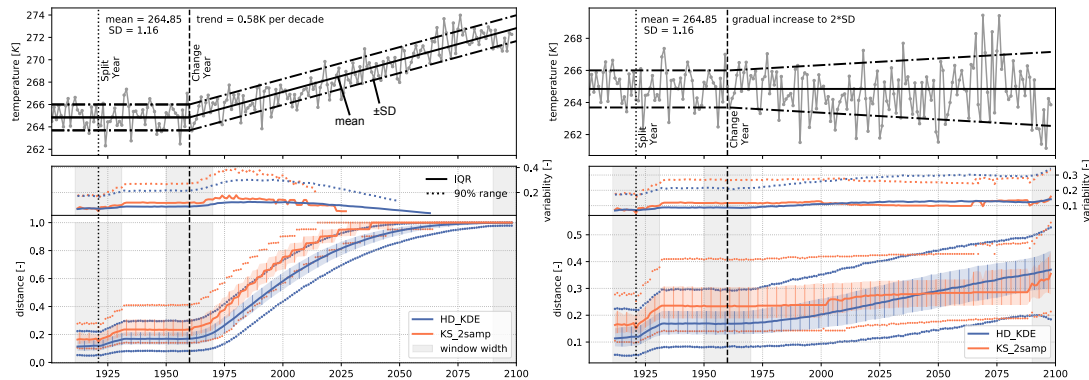 mean = 264.85
SD = 1.16
trend = 0.58K per decade
274
272
270
268
266
264
262
temperature [K]
Split
Year
Change
Year
mean
±SD
IQR
90% range
0.4
0.2
variability [-]
1.0
0.8
0.6
0.4
0.2
0.0
distance [-]
HD_KDE
KS_2samp
window width
1925
1950
1975
2000
2025
2050
2075
2100
mean = 264.85
SD = 1.16
gradual increase to 2*SD
268
266
264
262
temperature [K]
Split
Year
Change
Year
0.3
0.2
0.1
variability [-]
0.5
0.4
0.3
0.2
0.1
distance [-]
HD_KDE
KS_2samp
1925
1950
1975
2000
2025
2050
2075
2100